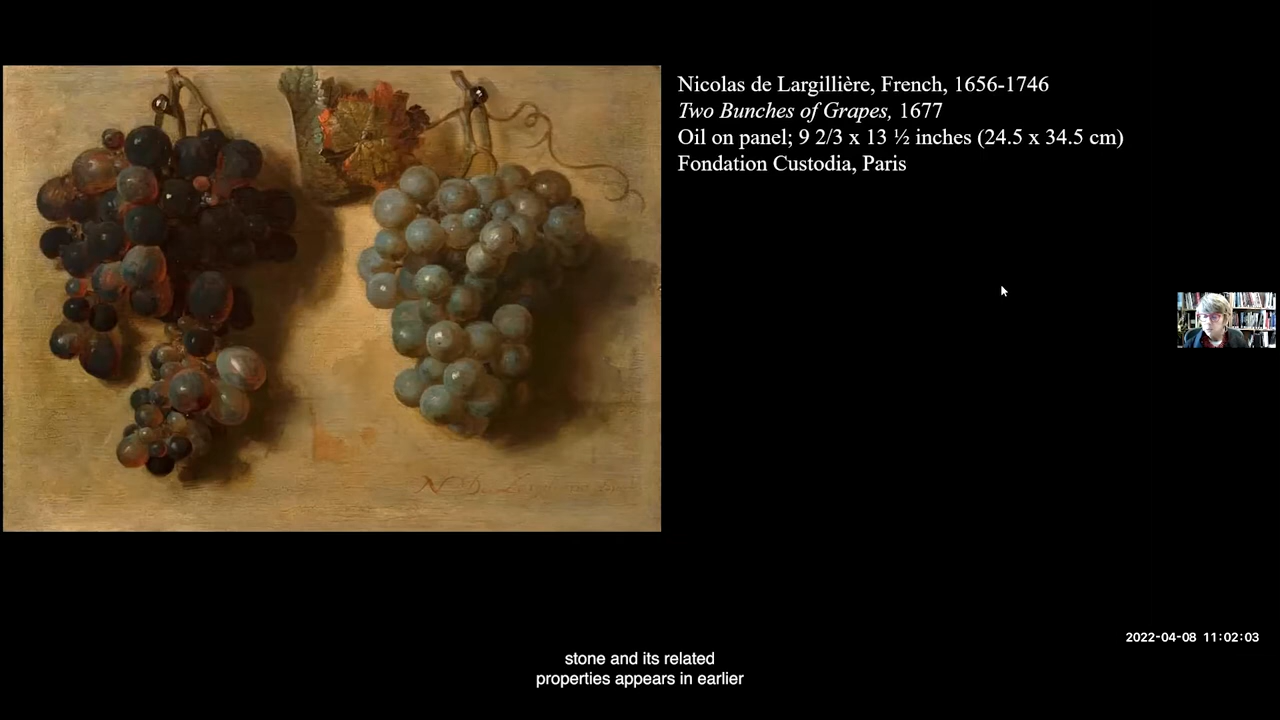 Nicolas de Largillière, French, 1656-1746
Two Bunches of Grapes, 1677
Oil on panel; 9 2/3 x 13 ½ inches (24.5 x 34.5 cm)
Fondation Custodia, Paris
2022-04-08 11:02:03
stone and its related
properties appears in earlier